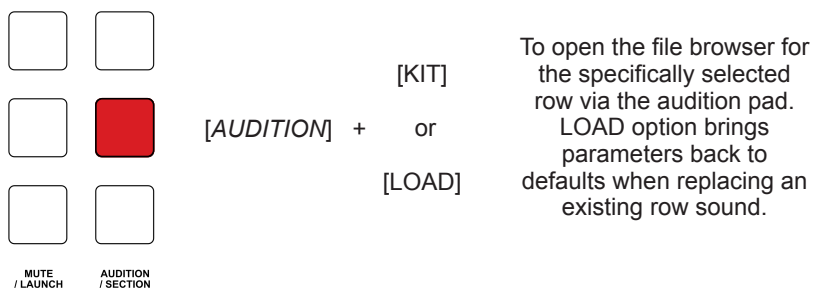 [KIT]
[AUDITION] + or
[LOAD]
To open the file browser for
the specifically selected
row via the audition pad.
LOAD option brings
parameters back to
defaults when replacing an
existing row sound.
MUTE
/ LAUNCH
AUDITION
/ SECTION